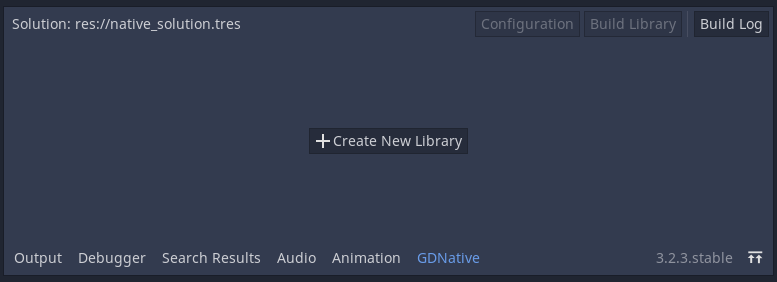 Solution: res://native_solution.tres Configuration Build Library Build Log
Create New Library
Output Debugger Search Results Audio Animation GDNative 3.2.3.stable